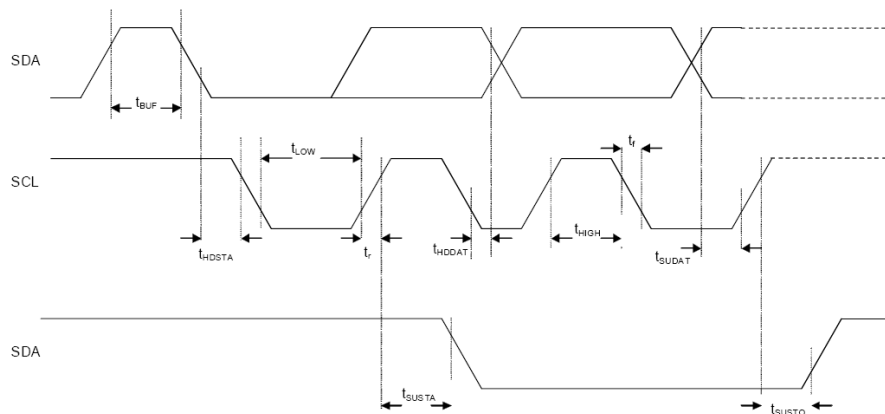 SDA
tBUF
SCL
tLOW
tf
tHDSTA
tr
tHDDAT
tHIGH
tSUDAT
SDA
tSUSTA
tSUSTO